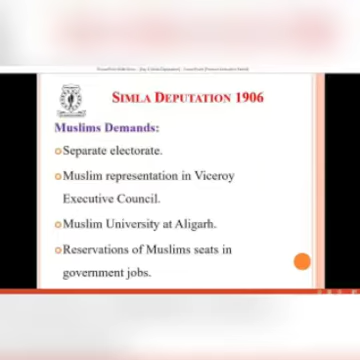 SIMLA DEPUTATION 1906
Muslims Demands:
Separate electorate.
Muslim representation in Viceroy
Executive Council.
Muslim University at Aligarh.
Reservations of Muslims seats in
government jobs.